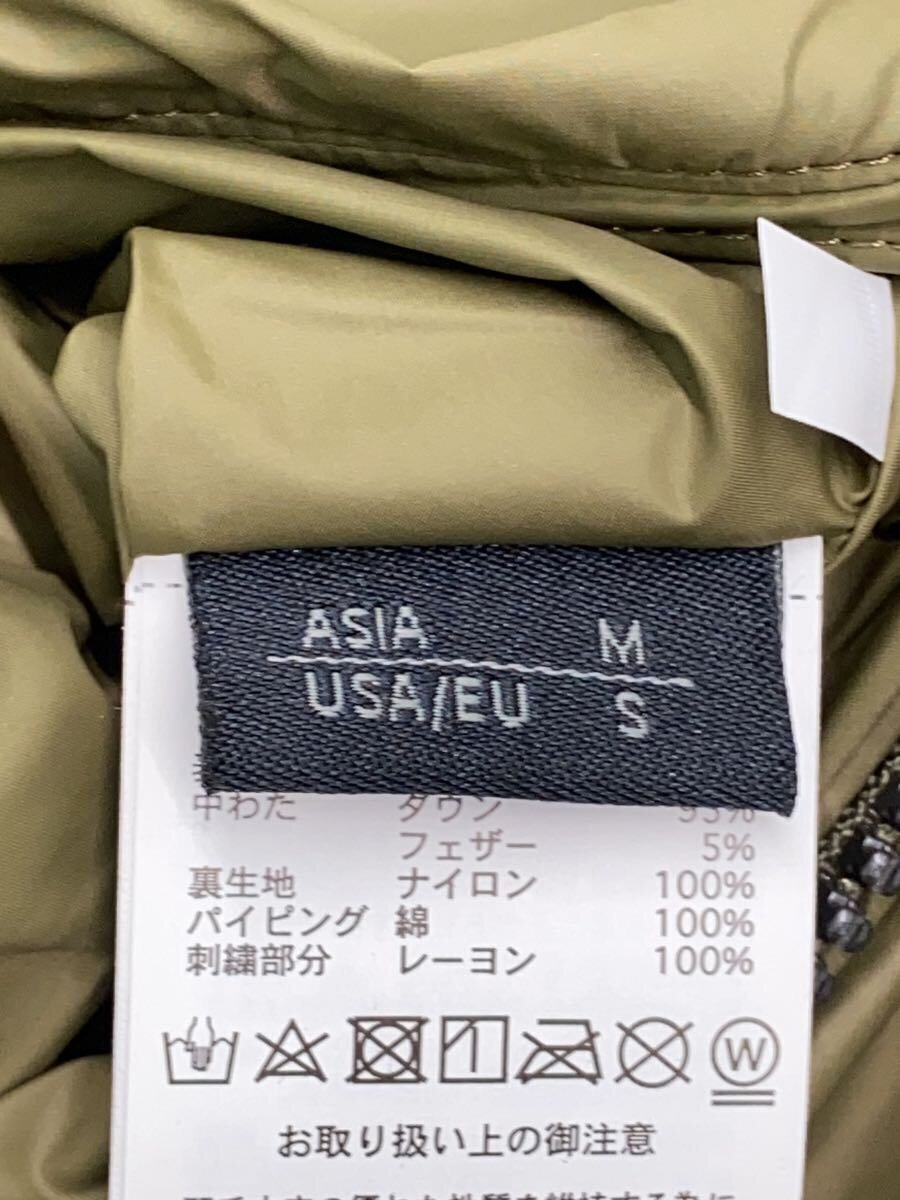 ASIA M
USA/EU S
中わた ダウン 95%
フェザー 5%
裏生地 ナイロン 100%
パイピング 綿 100%
刺繍部分 レーヨン 100%
W
お取り扱い上の御注意